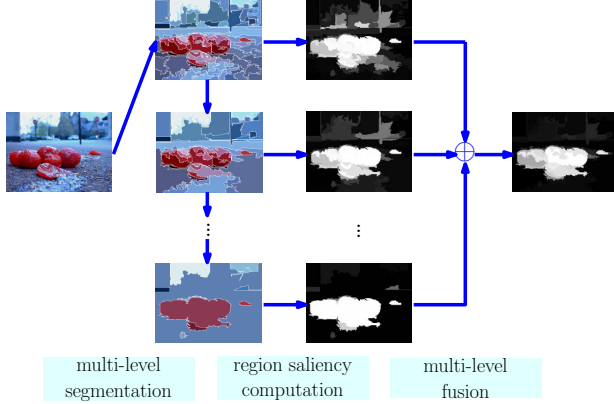 multi-level
segmentation
region saliency
computation
multi-level
fusion